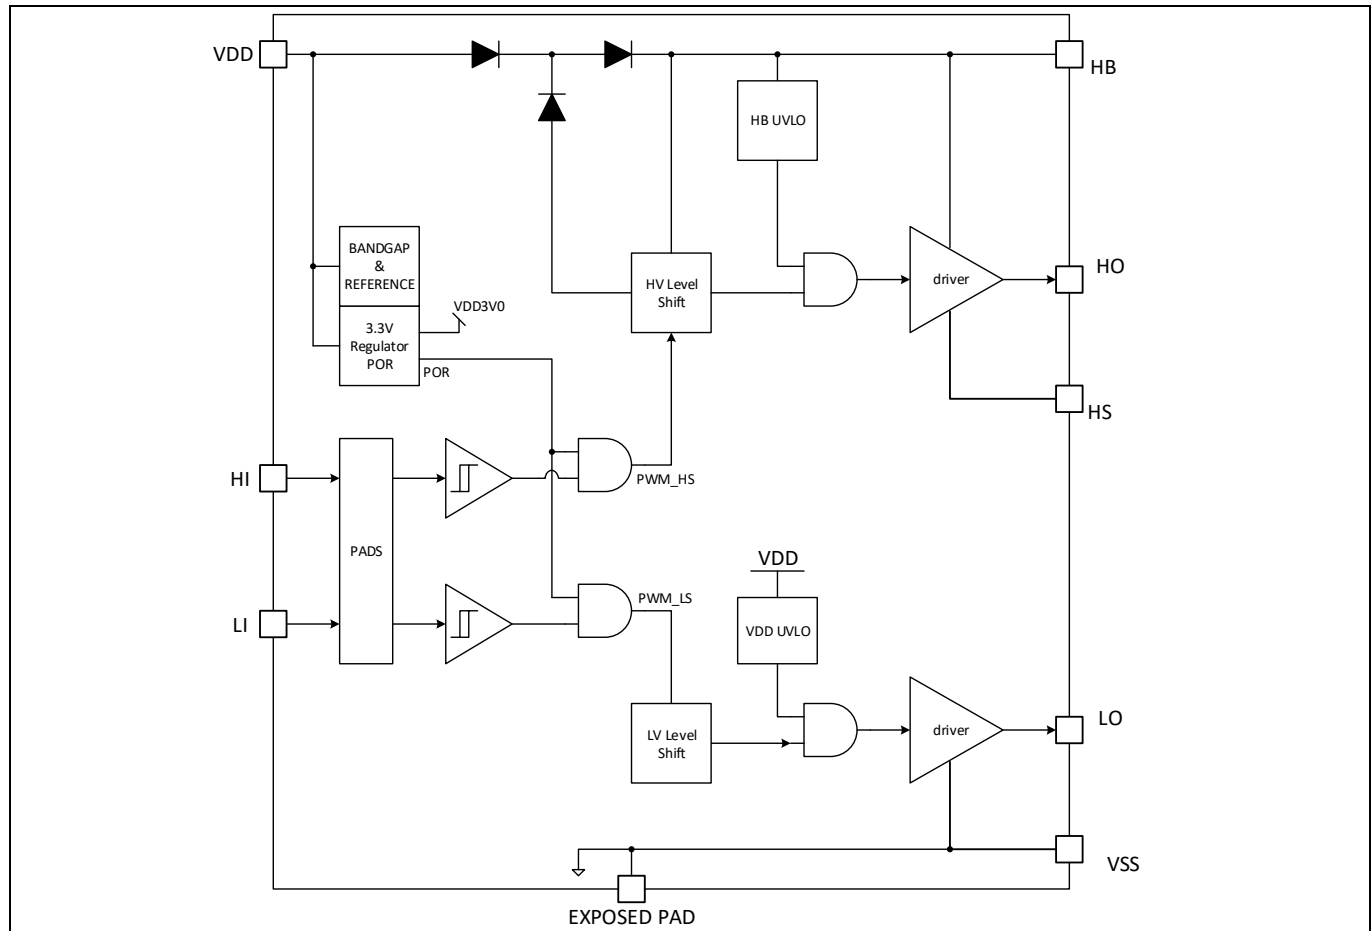 VDD
HB
HB UVLO
BANDGAP
&
REFERENCE
HV Level
Shift
driver
HO
VDD3V0
3.3V
Regulator
POR
POR
HS
HI
PWM_HS
PADS
VDD
LI
PWM_LS
VDD UVLO
LV Level
Shift
driver
LO
VSS
EXPOSED PAD